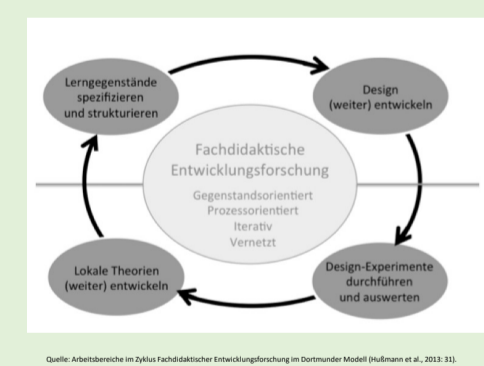 Lerngegenstände
spezifizieren
und strukturieren
Design
(weiter) entwickeln
Fachdidaktische
Entwicklungsforschung
Gegenstandsorientiert
Prozessorientiert
Iterativ
Vernetzt
Lokale Theorien
(weiter) entwickeln
Design-Experimente
durchführen
und auswerten
Quelle: Arbeitsbereiche im Zyklus Fachdidaktischer Entwicklungsforschung im Dortmunder Modell (Hußmann et al., 2013: 31).